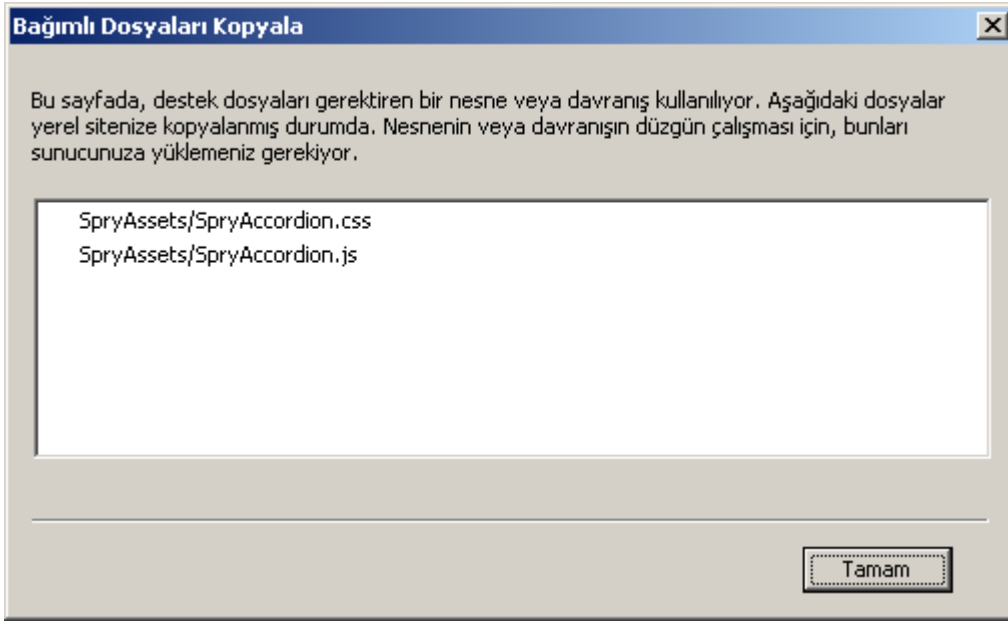 Bağımlı Dosyaları Kopyala
Bu sayfada, destek dosyaları gerektiren bir nesne veya davranış kullanılıyor. Aşağıdaki dosyalar
yerel sitenize kopyalanmış durumda. Nesnenin veya davranışın düzgün çalışması için, bunları
sunucunuza yüklemeniz gerekiyor.
SpryAssets/SpryAccordion.css
SpryAssets/SpryAccordion.js
Tamam